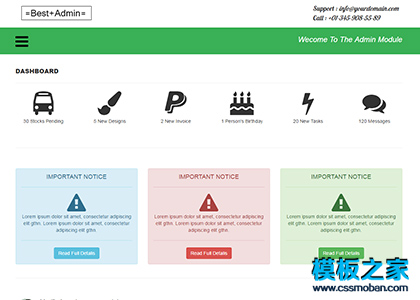 =Best+Admin=
Support : info@yourdomain.com
Call : +01-345-908-55-89
Welcome To The Admin Module
DASHBOARD
30 Stocks Pending
6 New Designs
2 New Invoice
1 Person's Birthday
20 New Tasks
120 Messages
IMPORTANT NOTICE
Lorem ipsum dolor sit amet, consectetur adipiscing elit gthn.
Lorem ipsum dolor sit amet, consectetur adipiscing elit gthn.
Read Full Details
IMPORTANT NOTICE
Lorem ipsum dolor sit amet, consectetur adipiscing elit gthn.
Lorem ipsum dolor sit amet, consectetur adipiscing elit gthn.
Read Full Details
IMPORTANT NOTICE
Lorem ipsum dolor sit amet, consectetur adipiscing elit gthn.
Lorem ipsum dolor sit amet, consectetur
Read Full Details
模板之家
www.cssmoban.com